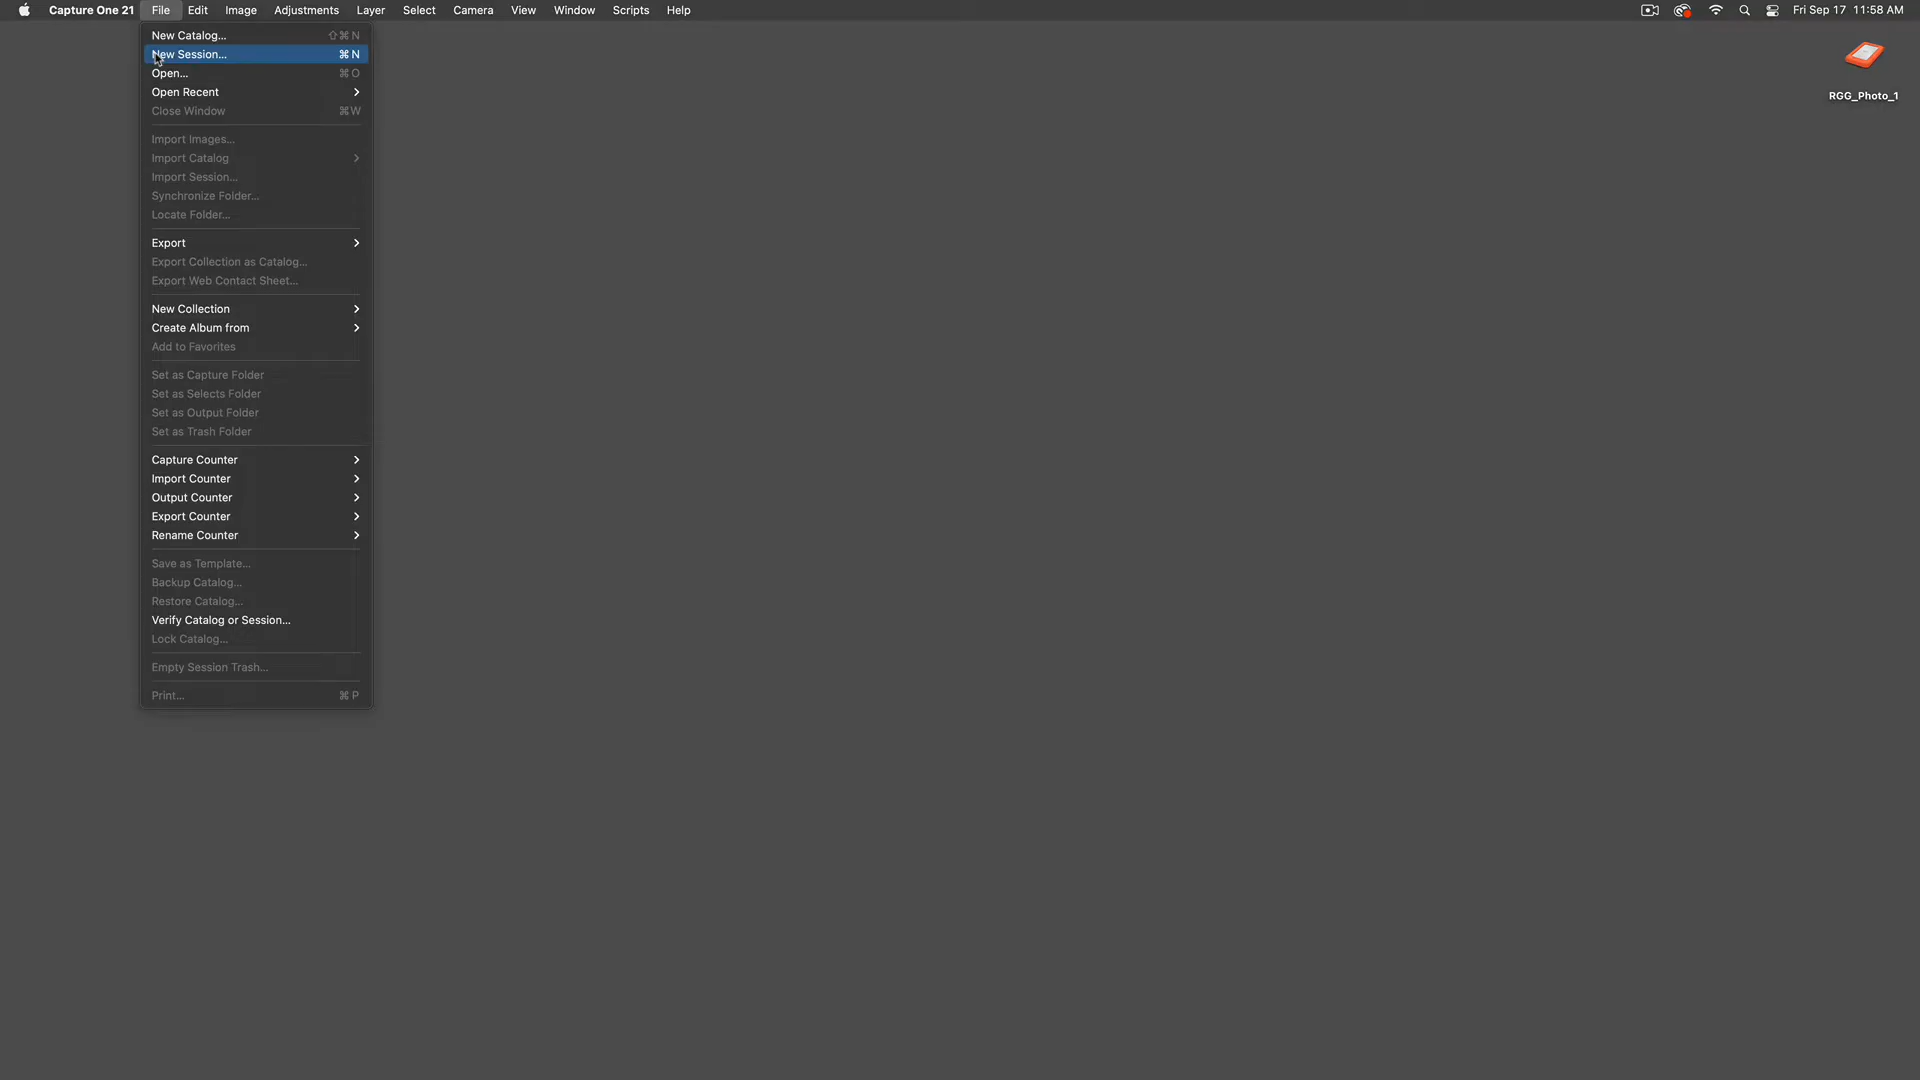 Capture One 21 File Edit Image Adjustments Layer Select Camera View Window Scripts Help Fri Sep 17 11:58 AM
New Catalog... ⇧⌘N
New Session... ⌘N
Open... ⌘O
Open Recent
Close Window ⌘W
Import Images...
Import Catalog
Import Session...
Synchronize Folder...
Locate Folder...
Export
Export Collection as Catalog...
Export Web Contact Sheet...
New Collection
Create Album from
Add to Favorites
Set as Capture Folder
Set as Selects Folder
Set as Output Folder
Set as Trash Folder
Capture Counter
Import Counter
Output Counter
Export Counter
Rename Counter
Save as Template...
Backup Catalog...
Restore Catalog...
Verify Catalog or Session...
Lock Catalog...
Empty Session Trash...
Print... ⌘P
RGG_Photo_1